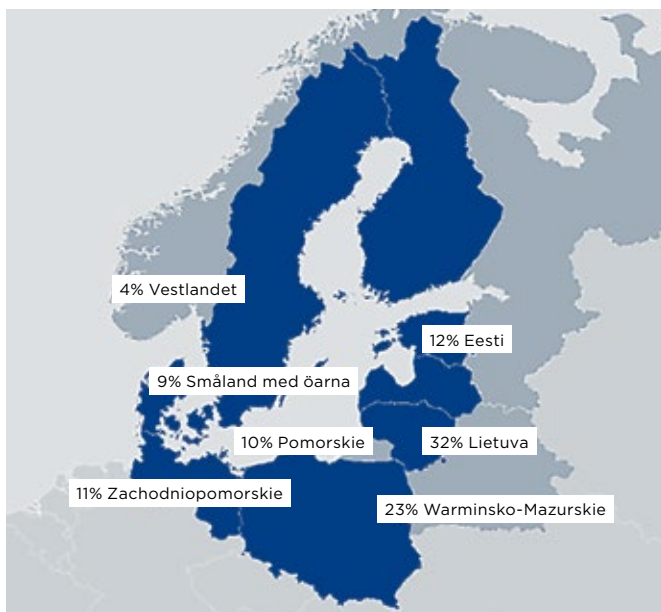 4% Vestlandet
12% Eesti
9% Småland med öarna
10% Pomorskie
32% Lietuva
11% Zachodniopomorskie
23% Warminsko-Mazurskie